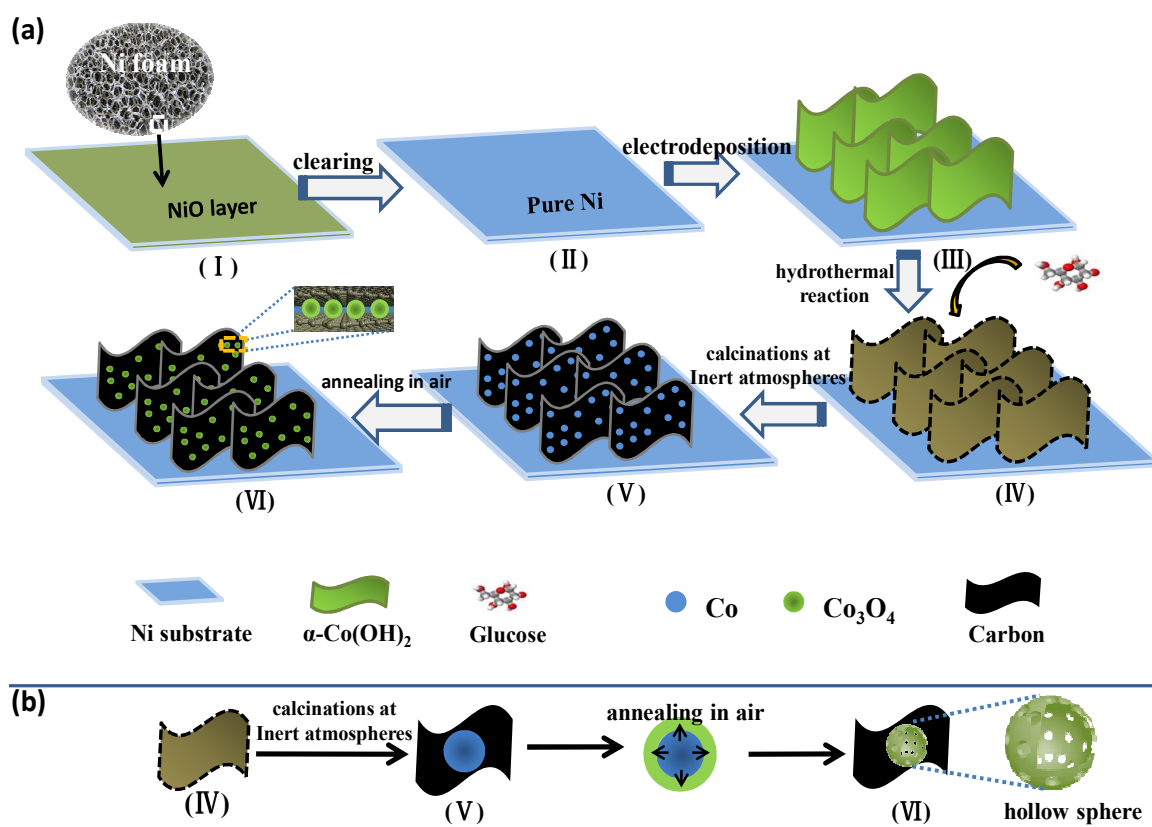 (a)
Ni foam
clearing
electrodeposition
NiO layer
Pure Ni
(Ⅰ)
(Ⅱ)
(Ⅲ)
hydrothermal
reaction
calcinations at
Inert atmospheres
annealing in air
(Ⅵ)
(Ⅴ)
(Ⅳ)
Ni substrate
α-Co(OH)₂
Glucose
Co
Co₃O₄
Carbon
(b)
calcinations at
Inert atmospheres
annealing in air
(Ⅳ)
(Ⅴ)
(Ⅵ)
hollow sphere